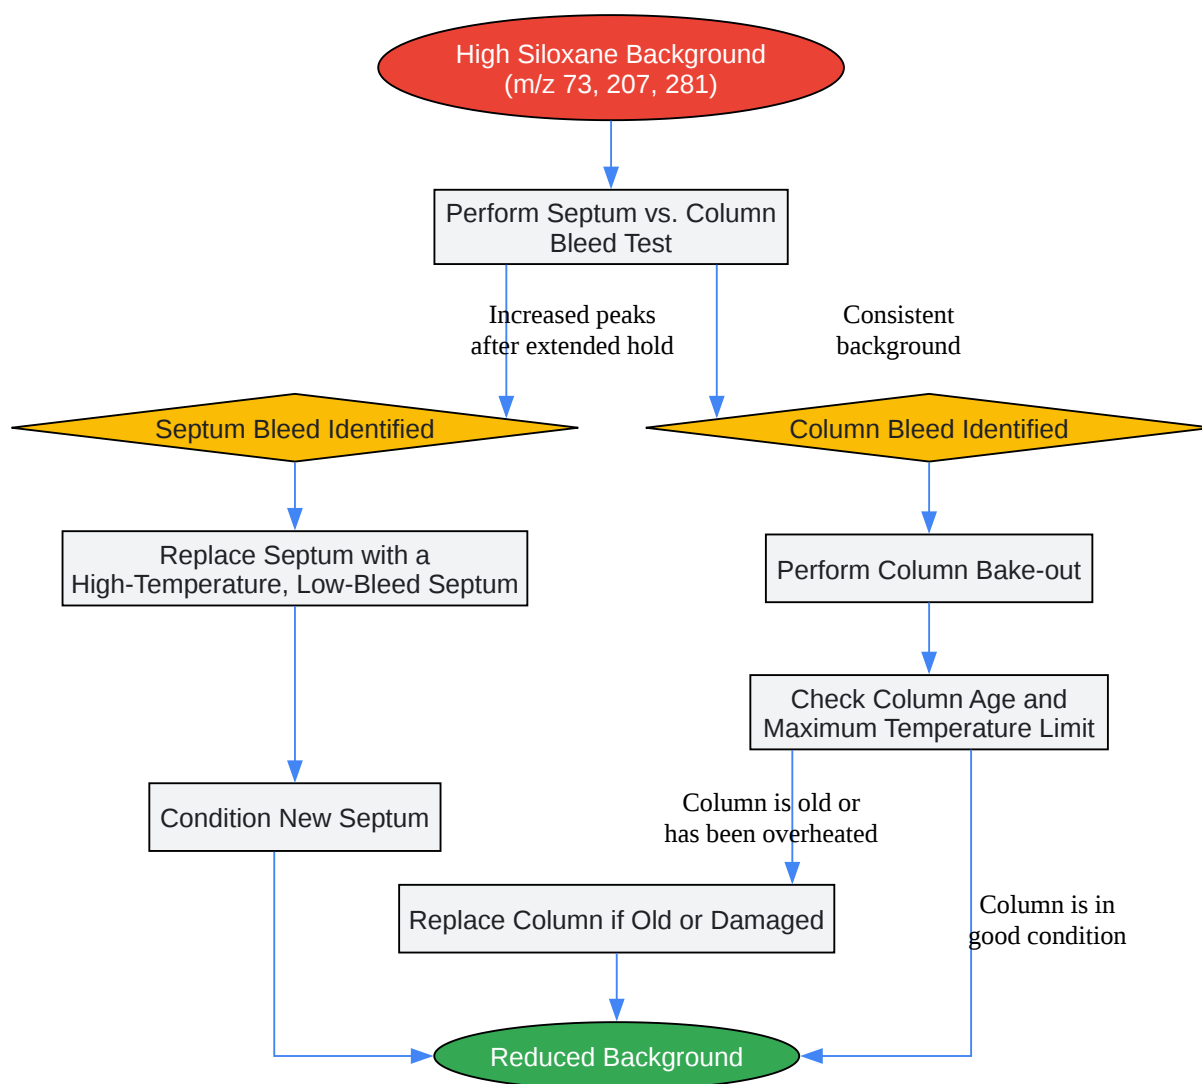 High Siloxane Background
(m/z 73, 207, 281)
Perform Septum vs. Column
Bleed Test
Increased peaks
after extended hold
Consistent
background
Septum Bleed Identified
Column Bleed Identified
Replace Septum with a
High-Temperature, Low-Bleed Septum
Perform Column Bake-out
Check Column Age and
Maximum Temperature Limit
Condition New Septum
Column is old or
has been overheated
Replace Column if Old or Damaged
Column is in
good condition
Reduced Background